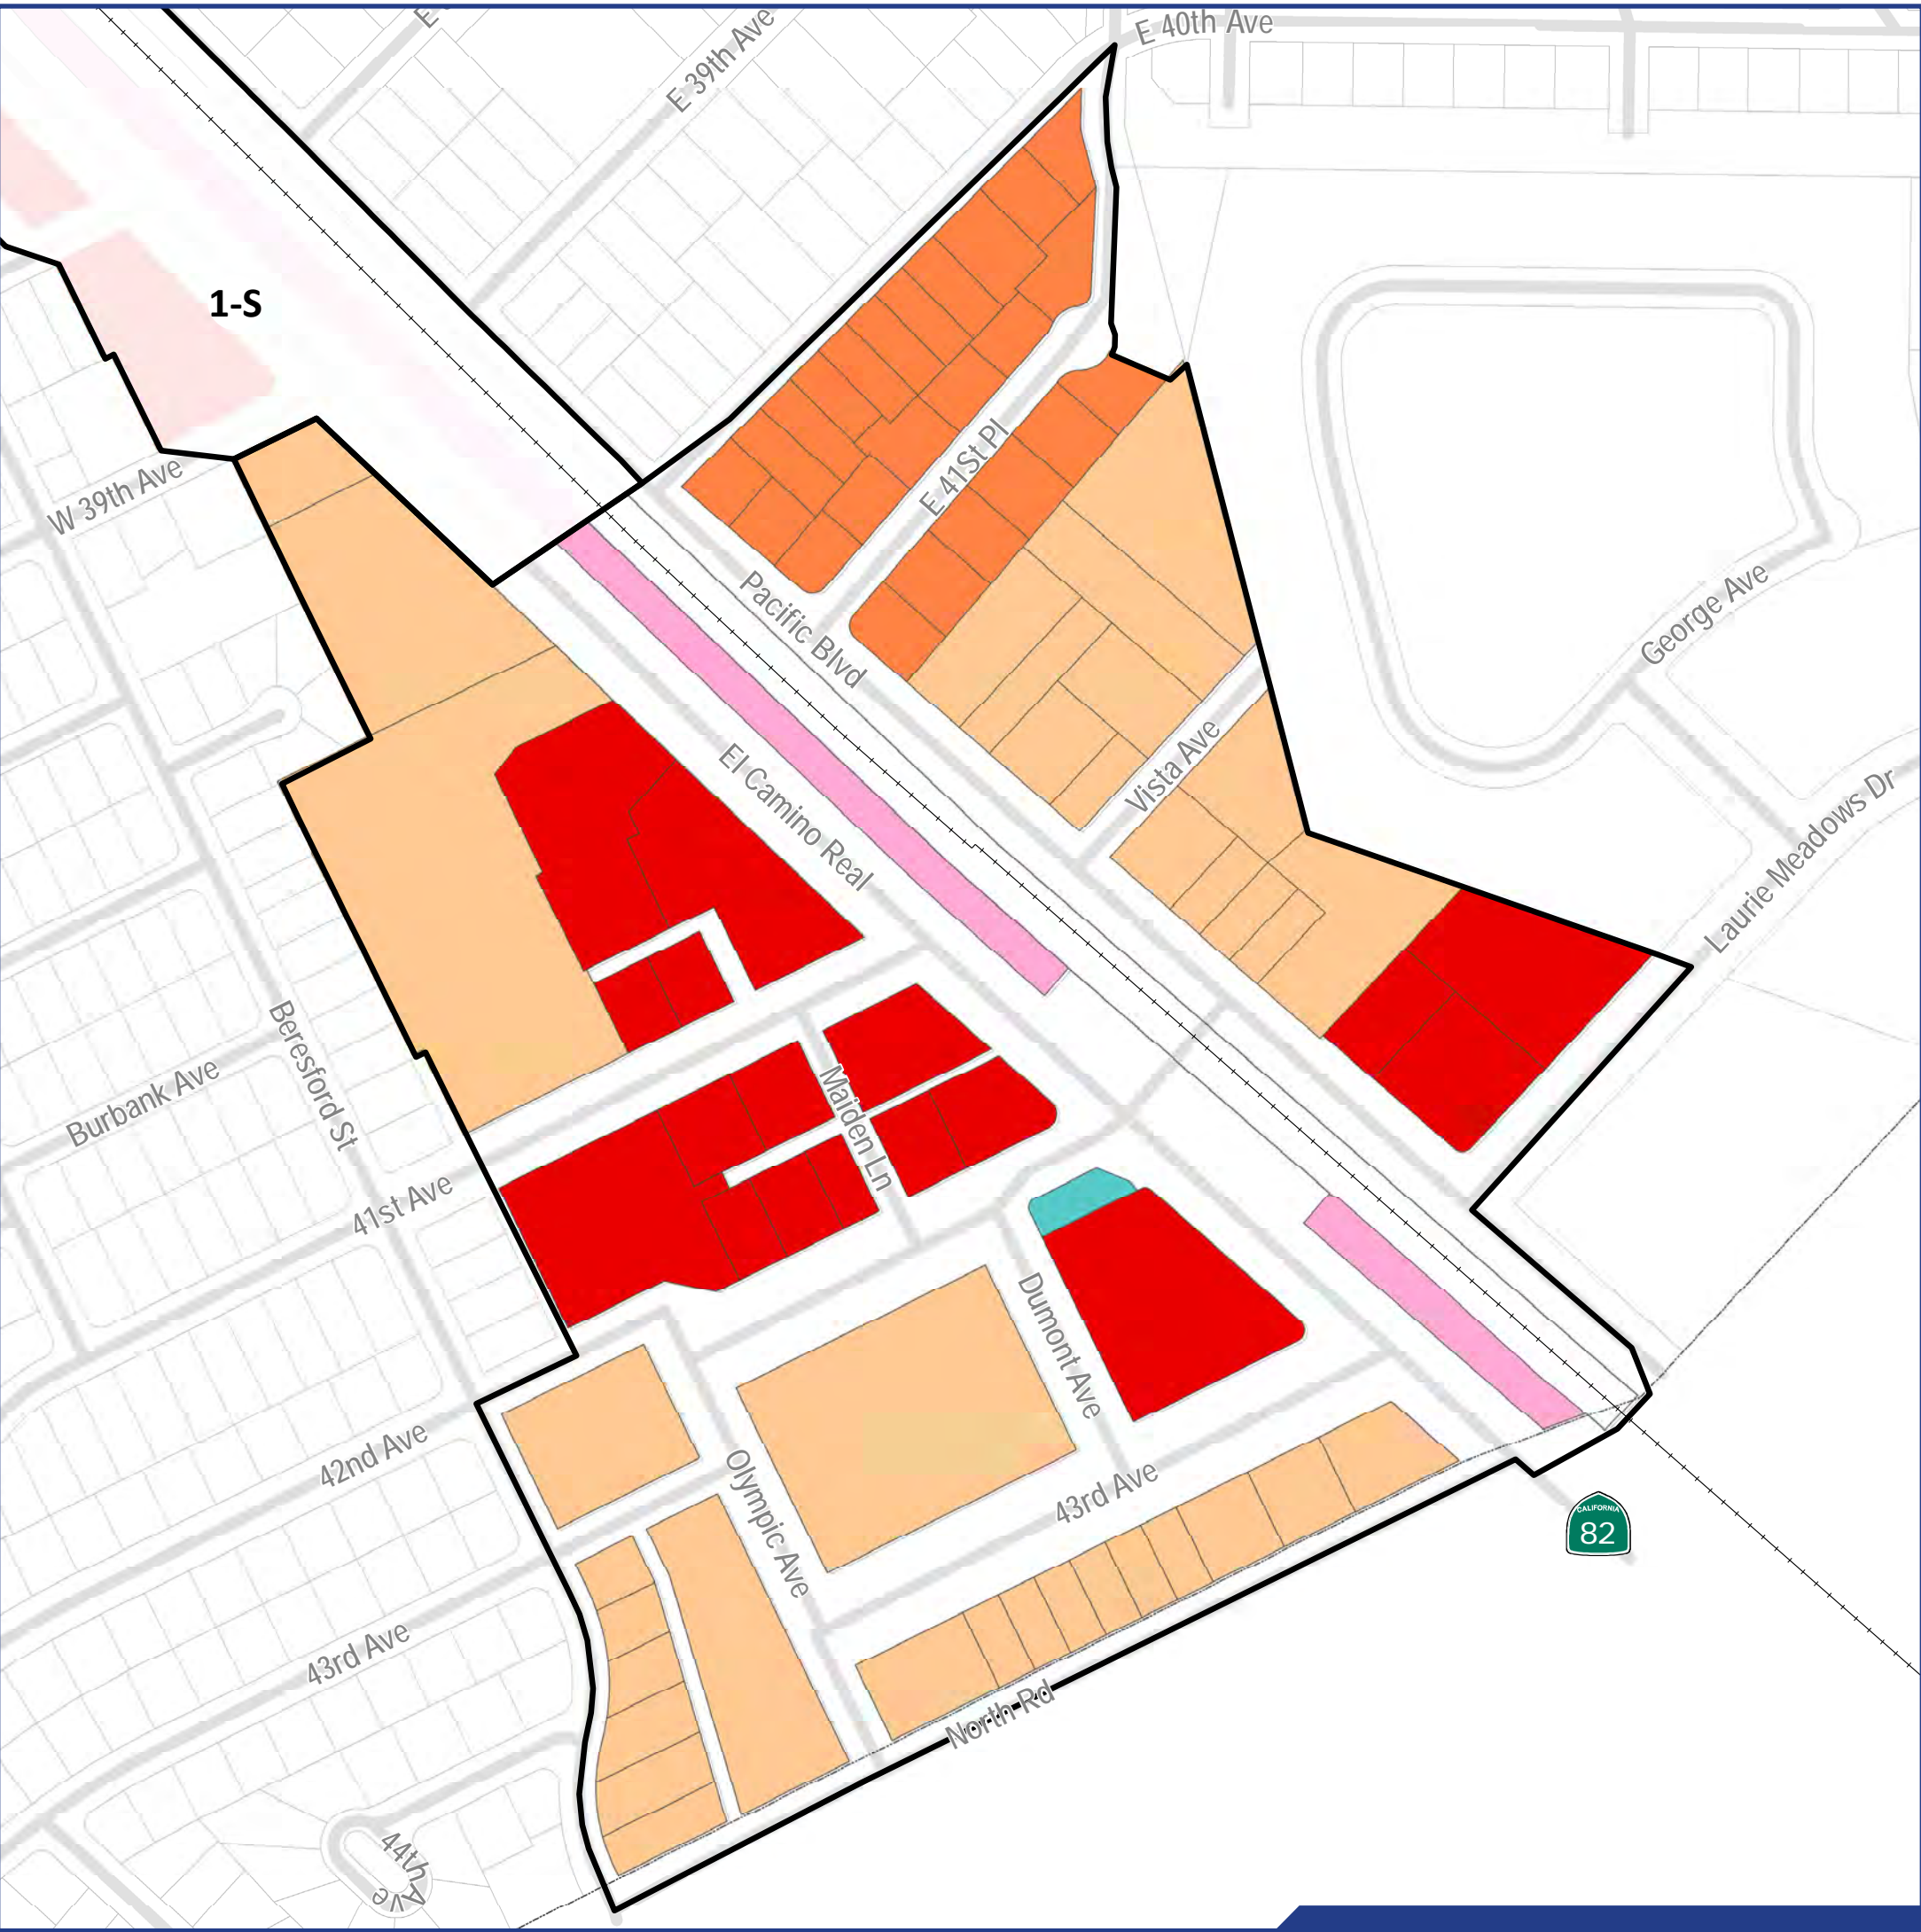 E
E 39th Ave
E 40th Ave
1-S
W 39th Ave
E 41St Pl
Pacific Blvd
George Ave
El Camino Real
Vista Ave
Laurie Meadows Dr
Beresford St
Burbank Ave
Maiden Ln
41st Ave
Dumont Ave
42nd Ave
Olympic Ave
43rd Ave
CALIFORNIA
82
43rd Ave
North Rd
44th
Ave